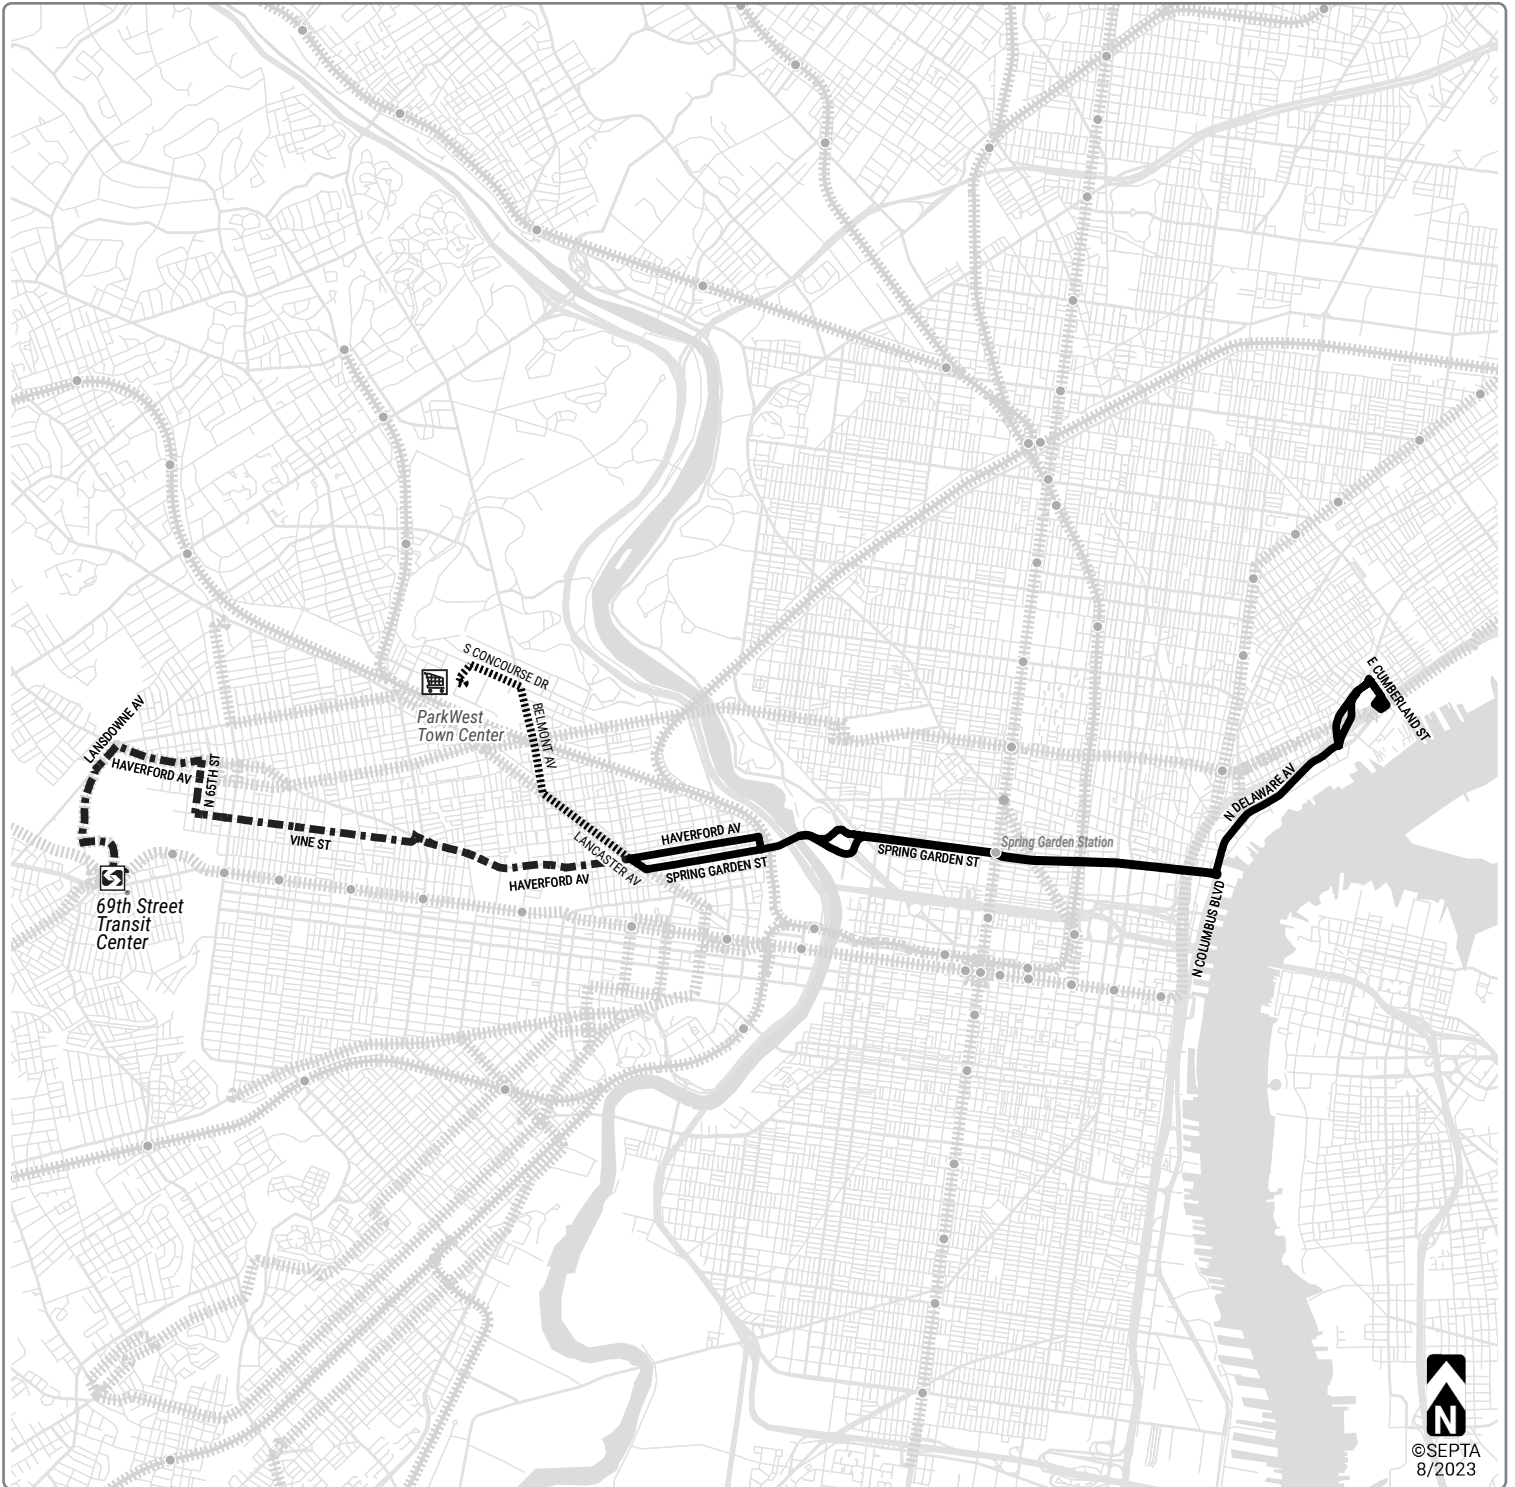 S CONCOURSE DR
E CUMBERLAND ST
ParkWest
Town Center
BELMONT AV
LANSDOWNE AV
HAVERFORD AV
N 65TH ST
N DELAWARE AV
VINE ST
LANCASTER AV
HAVERFORD AV
SPRING GARDEN ST
SPRING GARDEN ST
Spring Garden Station
HAVERFORD AV
N COLUMBUS BLVD
69th Street
Transit
Center
N
©SEPTA
8/2023